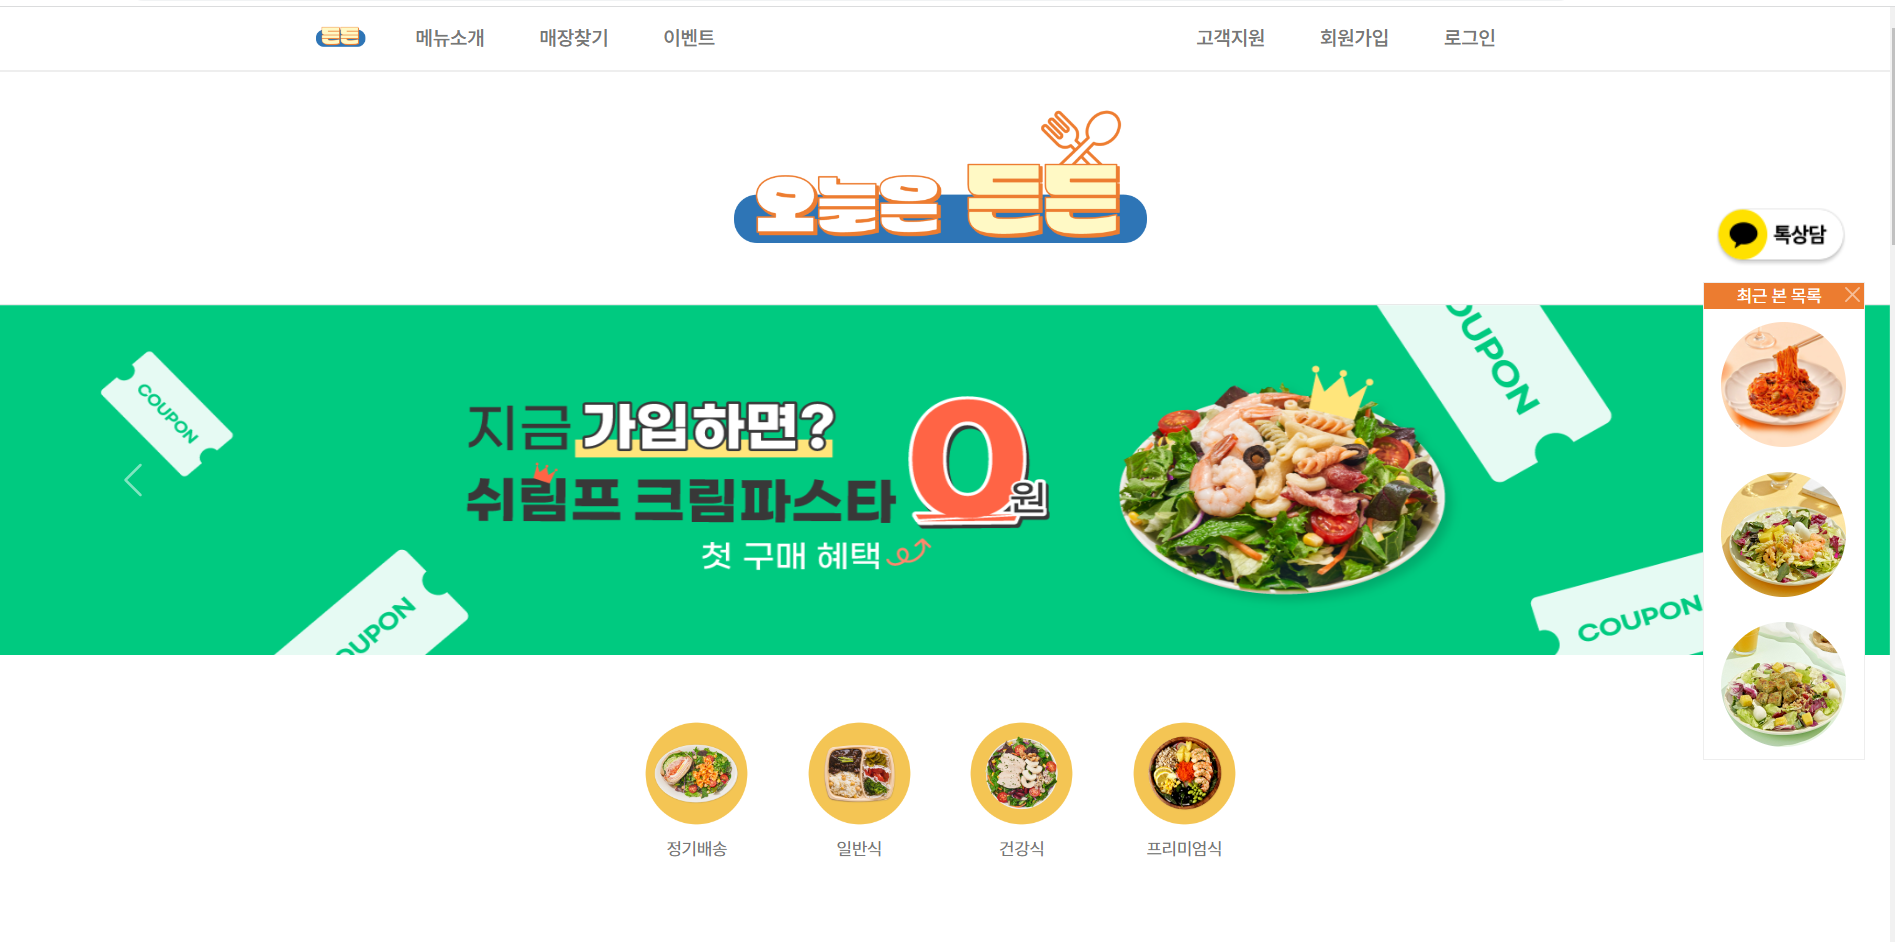 든든 메뉴소개 매장찾기 이벤트 고객지원 회원가입 로그인
오늘은 든든
톡상담
최근 본 목록
COUPON
COUPON
지금 가입하면?
쉬림프 크림파스타 0원
첫 구매 혜택
COUPON
COUPON
정기배송 일반식 건강식 프리미엄식